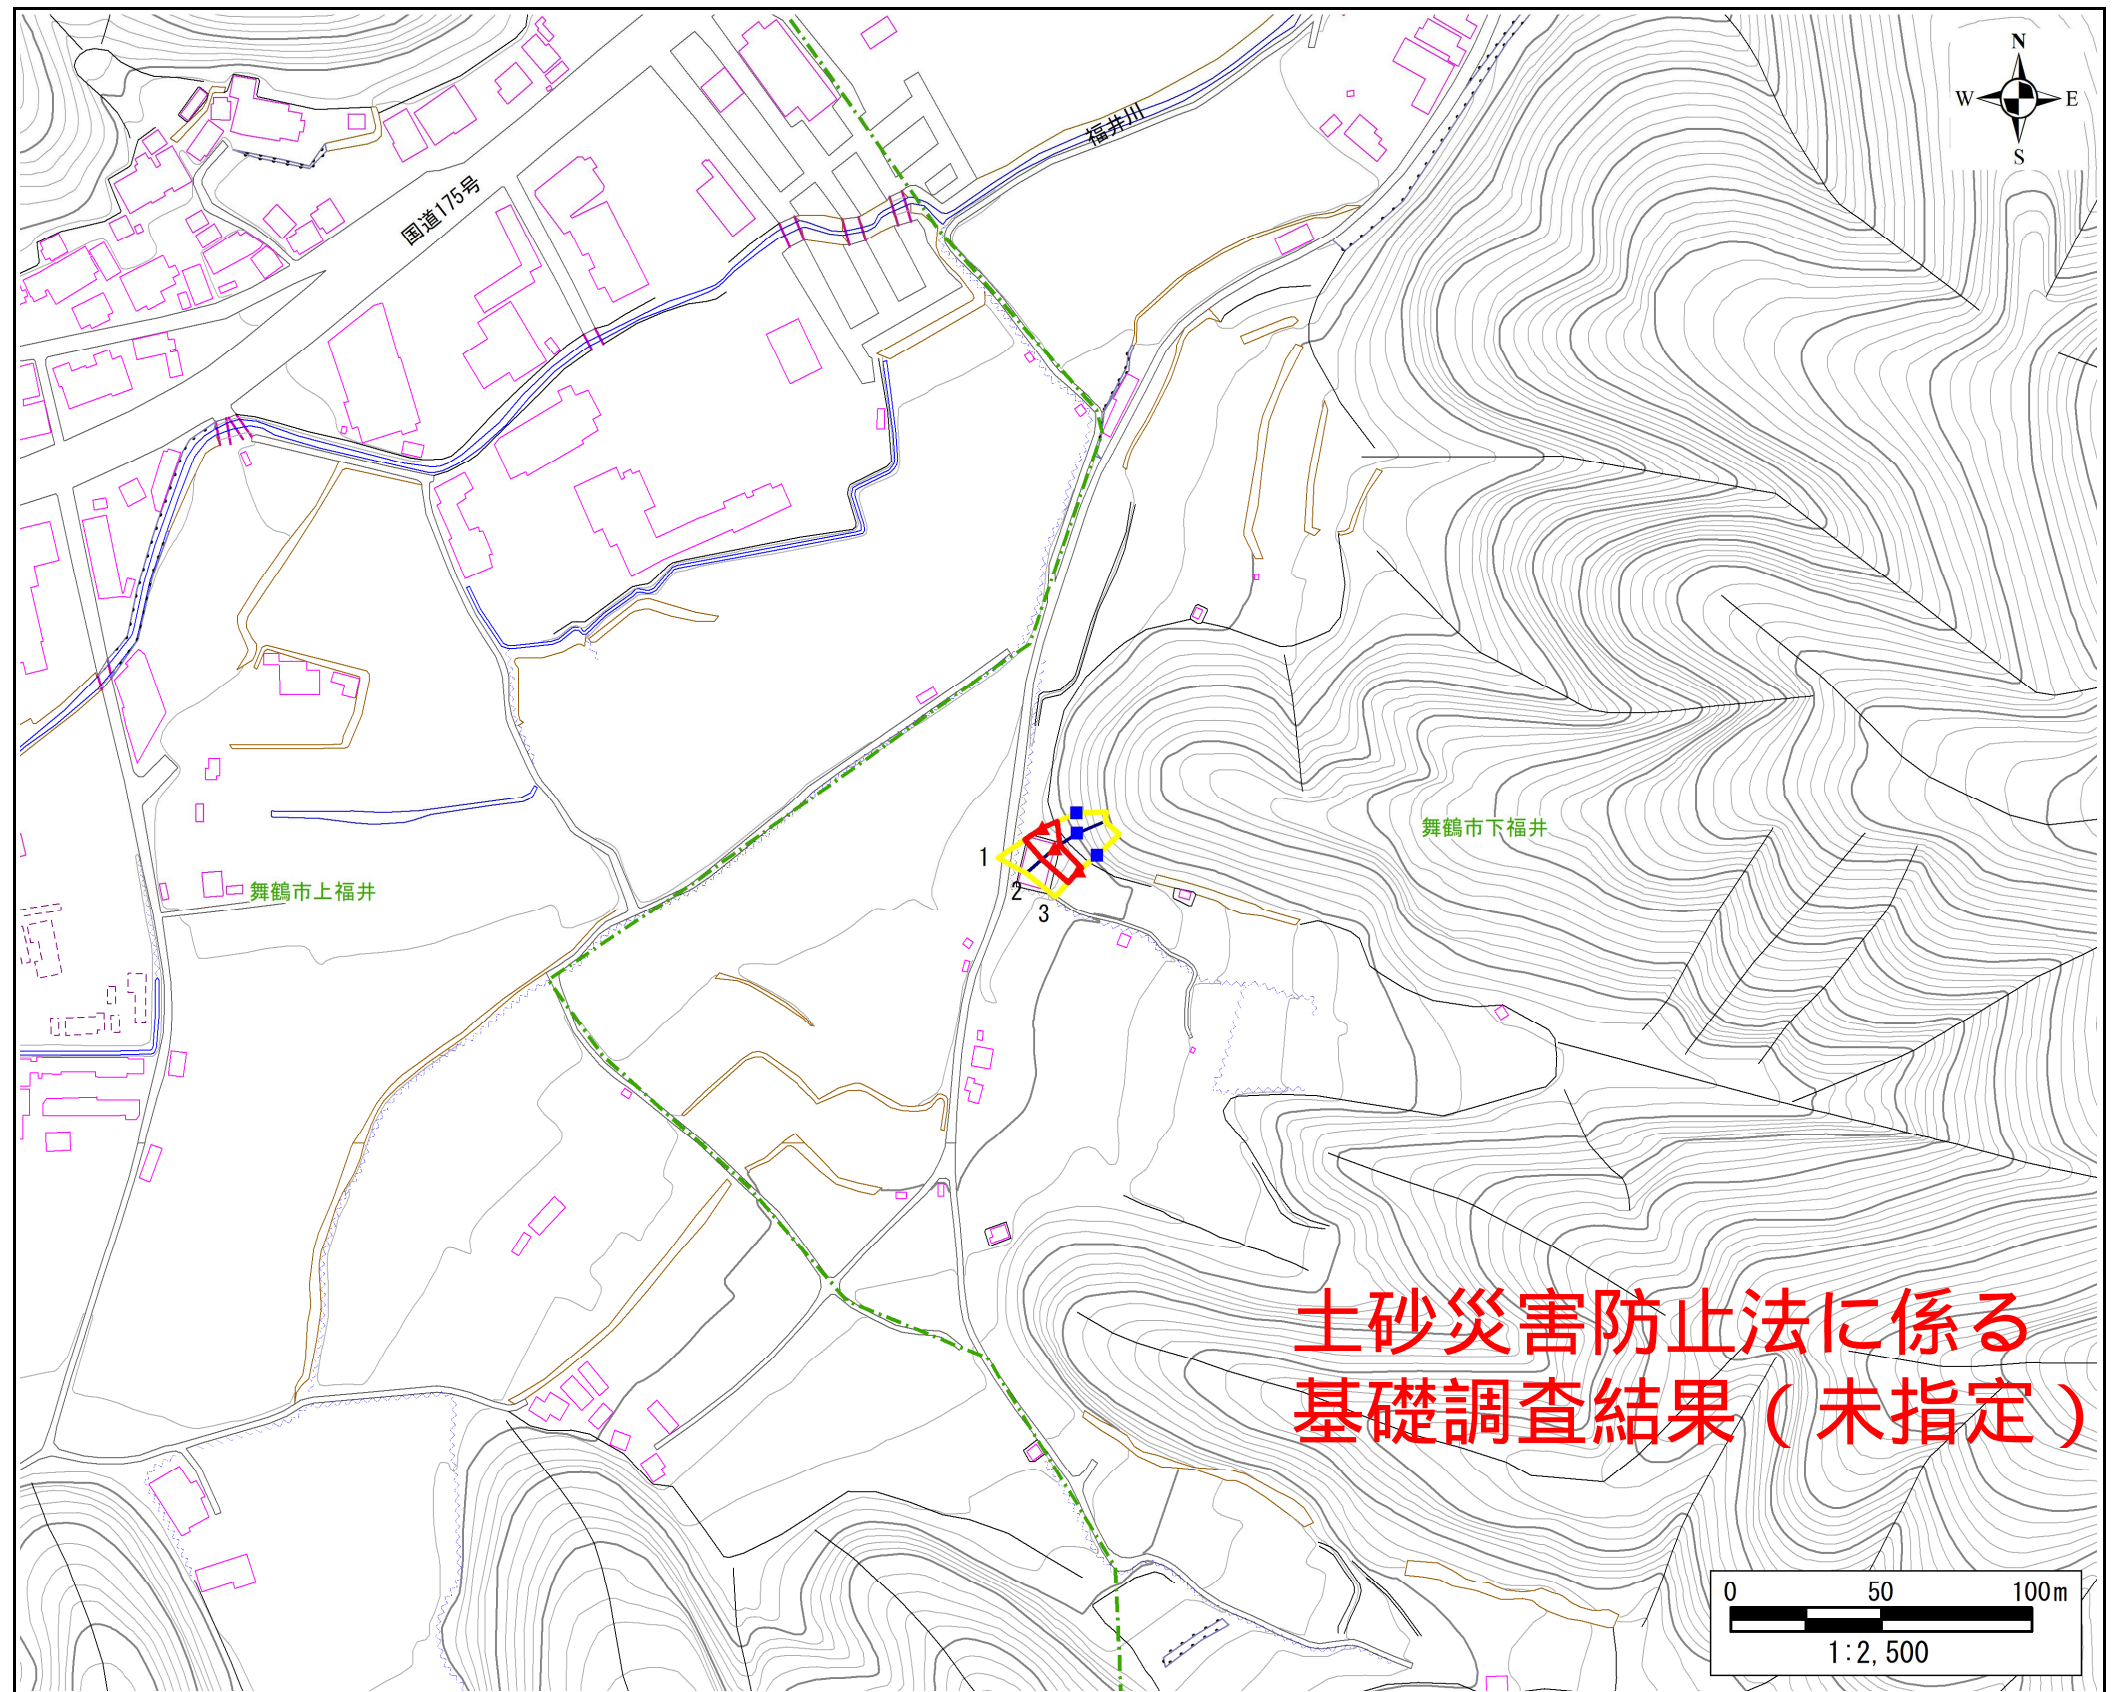 N
W E
S
福井川
国道175号
舞鶴市下福井
1
2
3
舞鶴市上福井
土砂災害防止法に係る
基礎調査結果(未指定)
0 50 100m
1:2,500